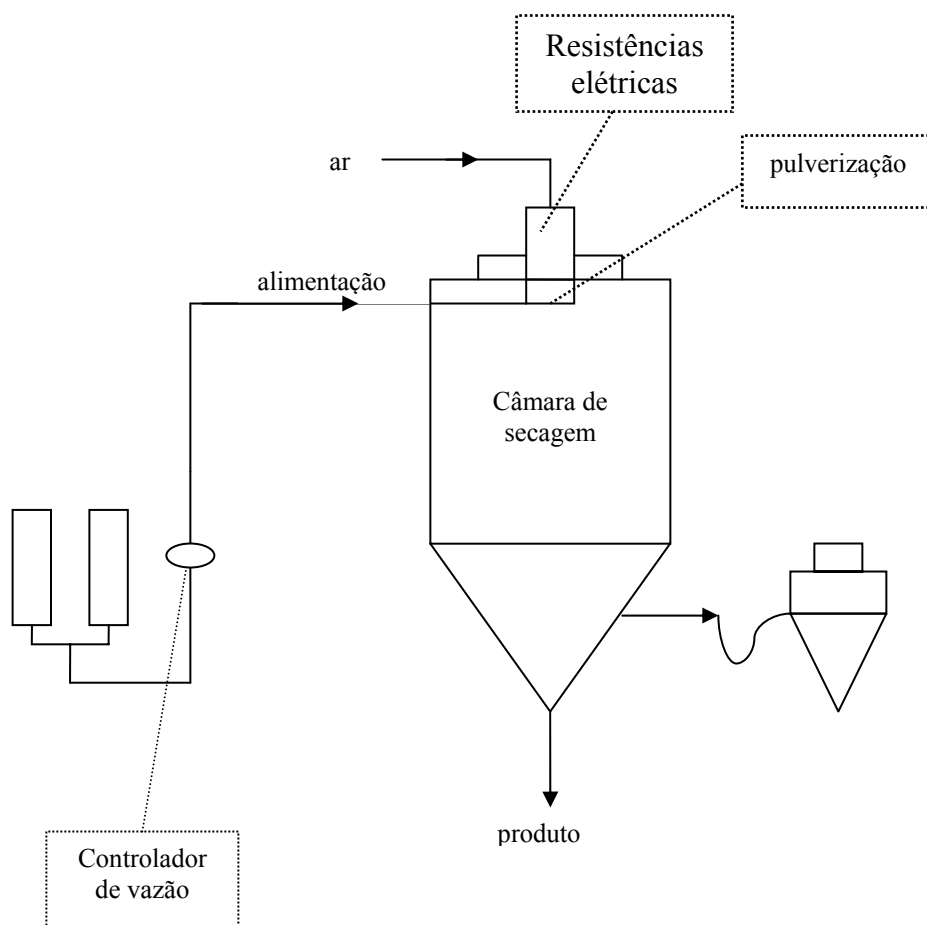 Resistências
elétricas
ar
pulverização
alimentação
Câmara de
secagem
produto
Controlador
de vazão